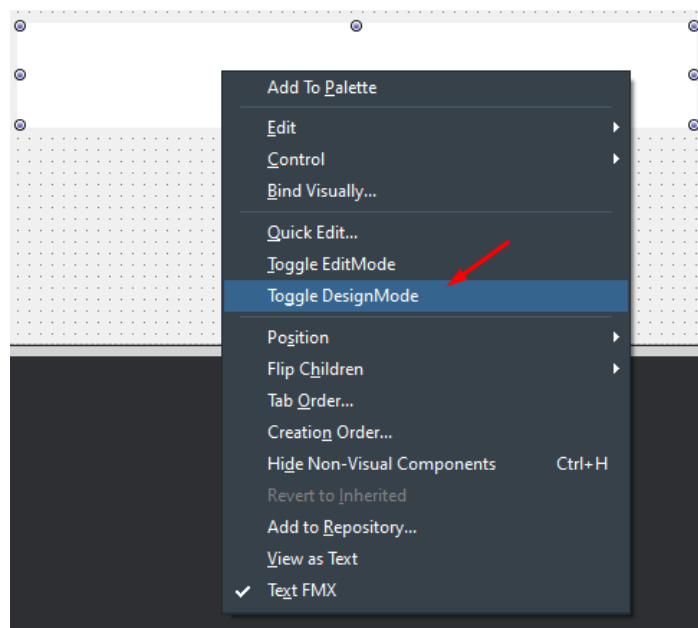 Add To Palette
Edit
Control
Bind Visually...
Quick Edit...
Toggle EditMode
Toggle DesignMode
Position
Flip Children
Tab Order...
Creation Order...
Hide Non-Visual Components Ctrl+H
Revert to Inherited
Add to Repository...
View as Text
Text FMX